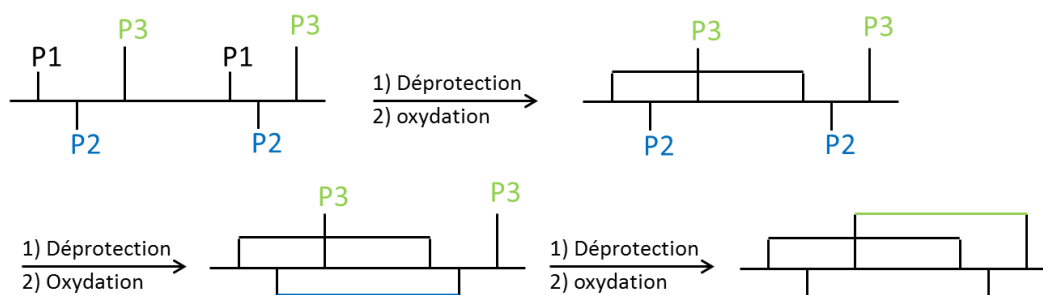 P3 P3 P3 P3
P1 P1
1) Déprotection
2) oxydation
P2 P2 P2 P2
P3 P3
1) Déprotection 1) Déprotection
2) Oxydation 2) oxydation